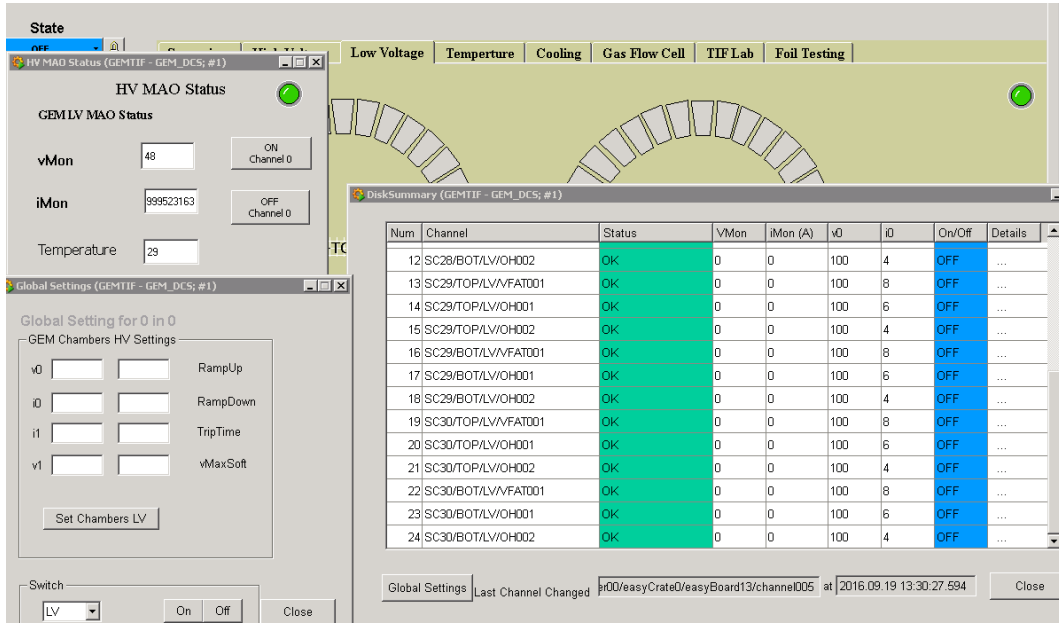 State
OFF
Low Voltage Temperture Cooling Gas Flow Cell TIF Lab Foil Testing
HV MAO Status (GEMTIF - GEM_DCS; #1)
HV MAO Status
GEM LV MAO Status
vMon 48 ON Channel 0
iMon 999523163 OFF Channel 0
Temperature 29
DiskSummary (GEMTIF - GEM_DCS; #1)
Num Channel Status VMon iMon (A) v0 i0 On/Off Details
12 SC28/BOT/LV/OH002 OK 0 0 100 4 OFF ...
13 SC29/TOP/LV/VFAT001 OK 0 0 100 8 OFF ...
14 SC29/TOP/LV/OH001 OK 0 0 100 6 OFF ...
15 SC29/TOP/LV/OH002 OK 0 0 100 4 OFF ...
16 SC29/BOT/LV/VFAT001 OK 0 0 100 8 OFF ...
17 SC29/BOT/LV/OH001 OK 0 0 100 6 OFF ...
18 SC29/BOT/LV/OH002 OK 0 0 100 4 OFF ...
19 SC30/TOP/LV/VFAT001 OK 0 0 100 8 OFF ...
20 SC30/TOP/LV/OH001 OK 0 0 100 6 OFF ...
21 SC30/TOP/LV/OH002 OK 0 0 100 4 OFF ...
22 SC30/BOT/LV/VFAT001 OK 0 0 100 8 OFF ...
23 SC30/BOT/LV/OH001 OK 0 0 100 6 OFF ...
24 SC30/BOT/LV/OH002 OK 0 0 100 4 OFF ...
Global Settings Last Channel Changed er00/easyCrate0/easyBoard13/channel005 at 2016.09.19 13:30:27.594 Close
Global Settings (GEMTIF - GEM_DCS; #1)
Global Setting for 0 in 0
GEM Chambers HV Settings
v0 RampUp
i0 RampDown
i1 TripTime
v1 vMaxSoft
Set Chambers LV
Switch
LV On Off Close